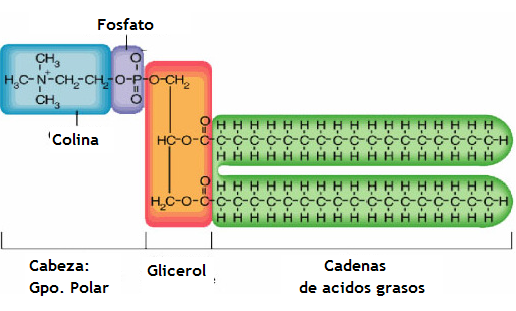 Fosfato
CH₃
O⁻
H₃C-N⁺-CH₂-CH₂-O-P-O-CH₂
CH₃
O
Colina
O
H H H H H H H H H H H H H H H H H
HC-O-C-C-C-C-C-C-C-C-C-C-C-C-C-C-C-C-C-C-H
H H H H H H H H H H H H H H H H H
O
H H H H H H H H H H H H H H H H H
H₂C-O-C-C-C-C-C-C-C-C-C-C-C-C-C-C-C-C-C-C-H
H H H H H H H H H H H H H H H H H
Cabeza:
Gpo. Polar
Glicerol
Cadenas
de acidos grasos